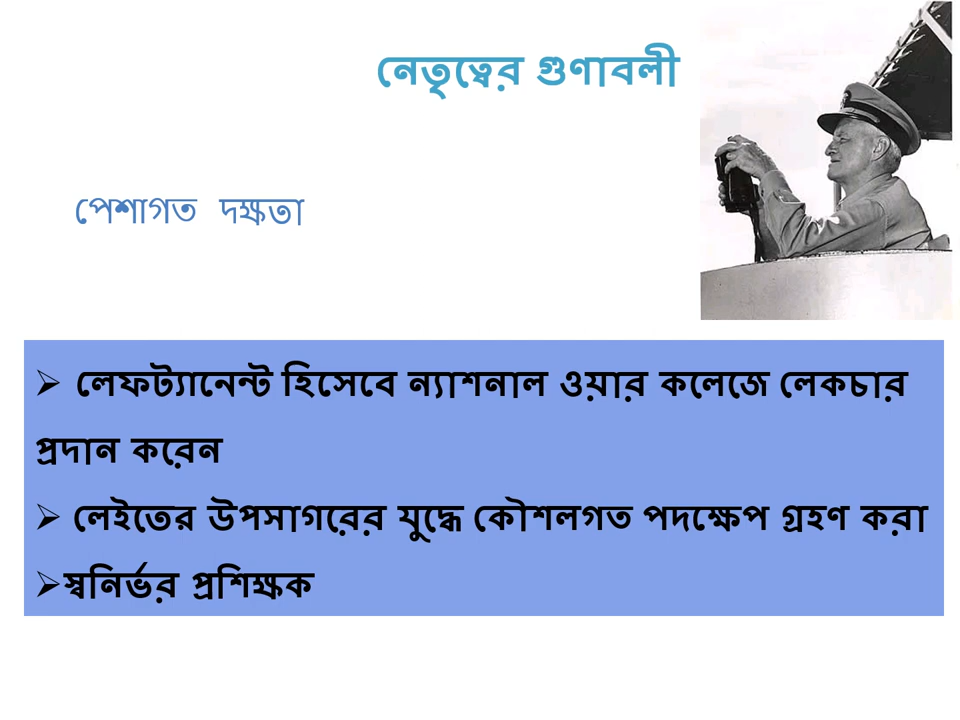 নেতৃত্বের গুণাবলী
পেশাগত দক্ষতা
➢ লেফট্যানেন্ট হিসেবে ন্যাশনাল ওয়ার কলেজে লেকচার
প্রদান করেন
➢ লেইতের উপসাগরের যুদ্ধে কৌশলগত পদক্ষেপ গ্রহণ করা
➢স্বনির্ভর প্রশিক্ষক